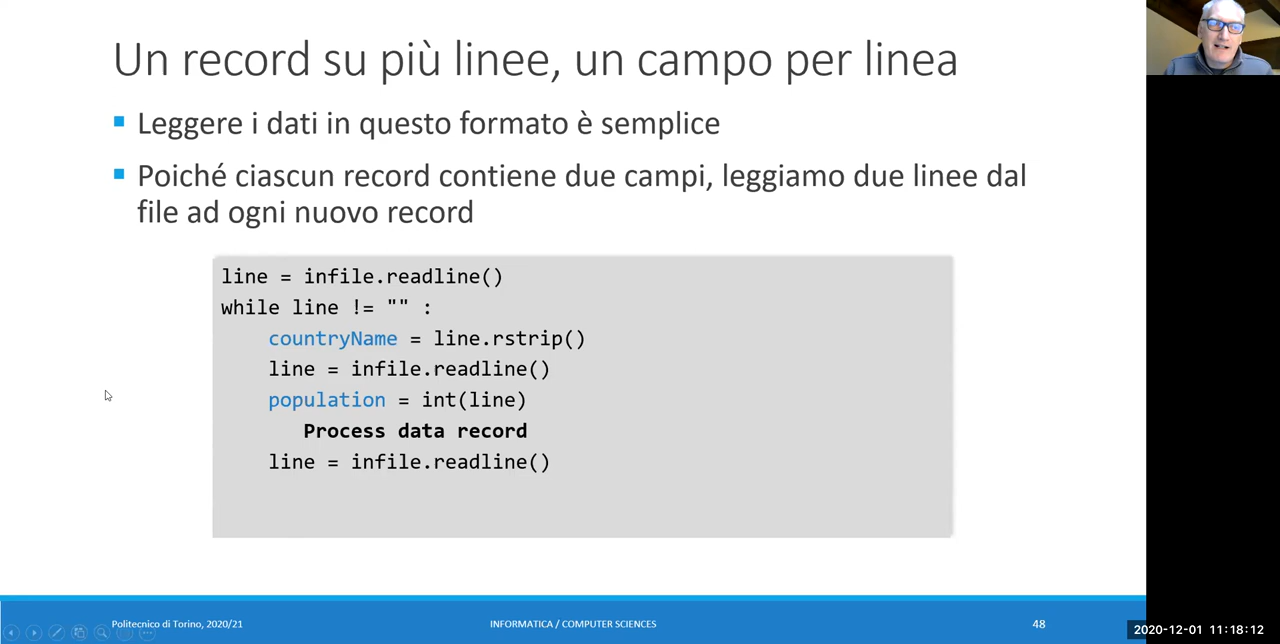 Un record su più linee, un campo per linea
Leggere i dati in questo formato è semplice
Poiché ciascun record contiene due campi, leggiamo due linee dal
file ad ogni nuovo record
line = infile.readline()
while line != "" :
    countryName = line.rstrip()
    line = infile.readline()
    population = int(line)
       Process data record
    line = infile.readline()
Politecnico di Torino, 2020/21
INFORMATICA / COMPUTER SCIENCES
48
2020-12-01 11:18:12